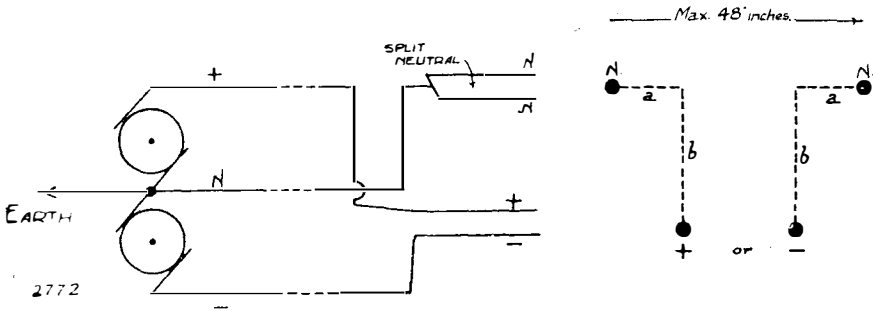 Max. 48 inches.
SPLIT
NEUTRAL
N
N
+
N
EARTH
+
−
−
2772
N.
N.
a
a
b
b
+ or −